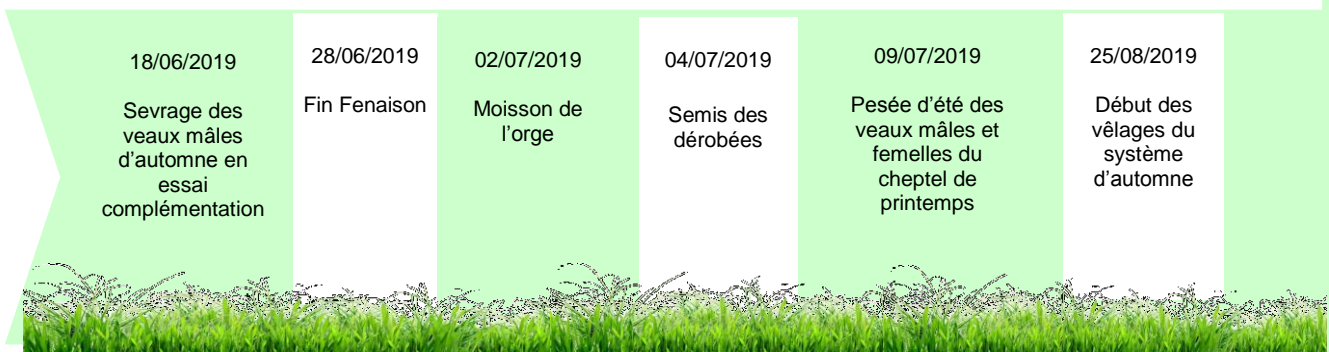 18/06/2019
Sevrage des
veaux mâles
d’automne en
essai
complémentation
28/06/2019
Fin Fenaison
02/07/2019
Moisson de
l’orge
04/07/2019
Semis des
dérobées
09/07/2019
Pesée d’été des
veaux mâles et
femelles du
cheptel de
printemps
25/08/2019
Début des
vêlages du
système
d’automne